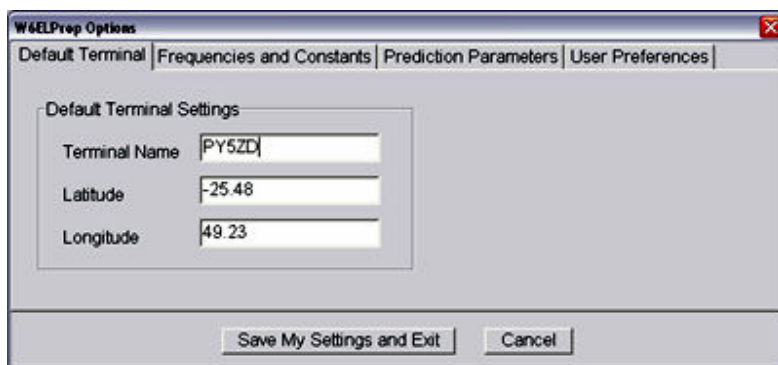 W6ELProp Options
Default Terminal Frequencies and Constants Prediction Parameters User Preferences
Default Terminal Settings
Terminal Name PY5ZD
Latitude -25.48
Longitude 49.23
Save My Settings and Exit Cancel